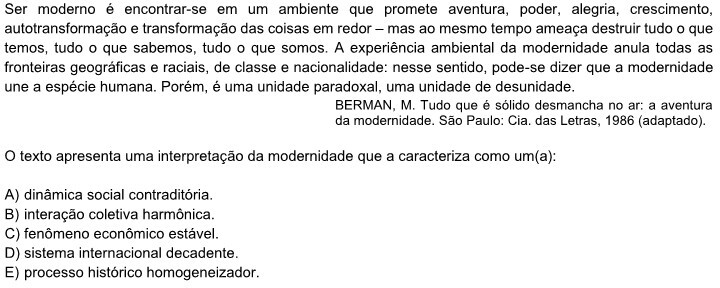 Ser moderno é encontrar-se em um ambiente que promete aventura, poder, alegria, crescimento,
autotransformação e transformação das coisas em redor – mas ao mesmo tempo ameaça destruir tudo o que
temos, tudo o que sabemos, tudo o que somos. A experiência ambiental da modernidade anula todas as
fronteiras geográficas e raciais, de classe e nacionalidade: nesse sentido, pode-se dizer que a modernidade
une a espécie humana. Porém, é uma unidade paradoxal, uma unidade de desunidade.
BERMAN, M. Tudo que é sólido desmancha no ar: a aventura
da modernidade. São Paulo: Cia. das Letras, 1986 (adaptado).
O texto apresenta uma interpretação da modernidade que a caracteriza como um(a):
A) dinâmica social contraditória.
B) interação coletiva harmônica.
C) fenômeno econômico estável.
D) sistema internacional decadente.
E) processo histórico homogeneizador.